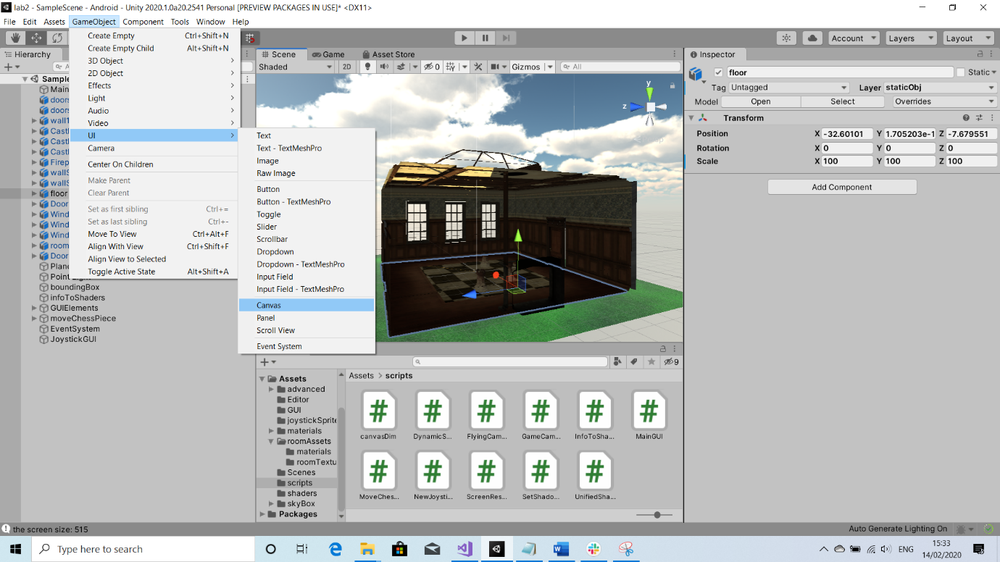 lab2 - SampleScene - Android - Unity 2020.1.0a20.2541 Personal [PREVIEW PACKAGES IN USE]* <DX11>
File Edit Assets GameObject Component Tools Window Help
Account Layers Layout
Hierarchy
Sample
Main
doors
doors
wall1
Castl
Castl
Castl
Firep
wallS
wallS
floor
Door
Wind
Wind
Wind
room
Door
Plane
Point Light
boundingBox
infoToShaders
GUIElements
moveChessPiece
EventSystem
JoystickGUI
Create Empty Ctrl+Shift+N
Create Empty Child Alt+Shift+N
3D Object
2D Object
Effects
Light
Audio
Video
UI
Camera
Center On Children
Make Parent
Clear Parent
Set as first sibling Ctrl+=
Set as last sibling Ctrl+-
Move To View Ctrl+Alt+F
Align With View Ctrl+Shift+F
Align View to Selected
Toggle Active State Alt+Shift+A
Text
Text - TextMeshPro
Image
Raw Image
Button
Button - TextMeshPro
Toggle
Slider
Scrollbar
Dropdown
Dropdown - TextMeshPro
Input Field
Input Field - TextMeshPro
Canvas
Panel
Scroll View
Event System
Scene Game Asset Store
Shaded 2D 0 Gizmos All
y
z
9
Assets
advanced
Editor
GUI
joystickSprite
materials
roomAssets
materials
roomTextu
Scenes
scripts
shaders
skyBox
Packages
Assets > scripts
canvasDim DynamicS... FlyingCam... GameCam... InfoToSha... MainGUI
MoveChes... NewJoysti... ScreenRes... SetShado... UnifiedSha...
Inspector
floor Static
Tag Untagged Layer staticObj
Model Open Select Overrides
Transform
Position X -32.60101 Y 1.705203e-1 Z -7.679551
Rotation X 0 Y 0 Z 0
Scale X 100 Y 100 Z 100
Add Component
the screen size: 515
Auto Generate Lighting On
Type here to search
ENG
15:33
14/02/2020